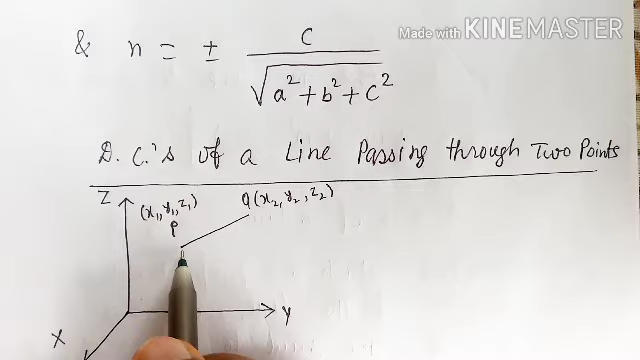 Made with KINEMASTER
& n = ± c / √(a² + b² + c²)
D. C.'s of a Line Passing through Two Points
Z (x₁, y₁, z₁) Q(x₂, y₂, z₂)
P
X Y